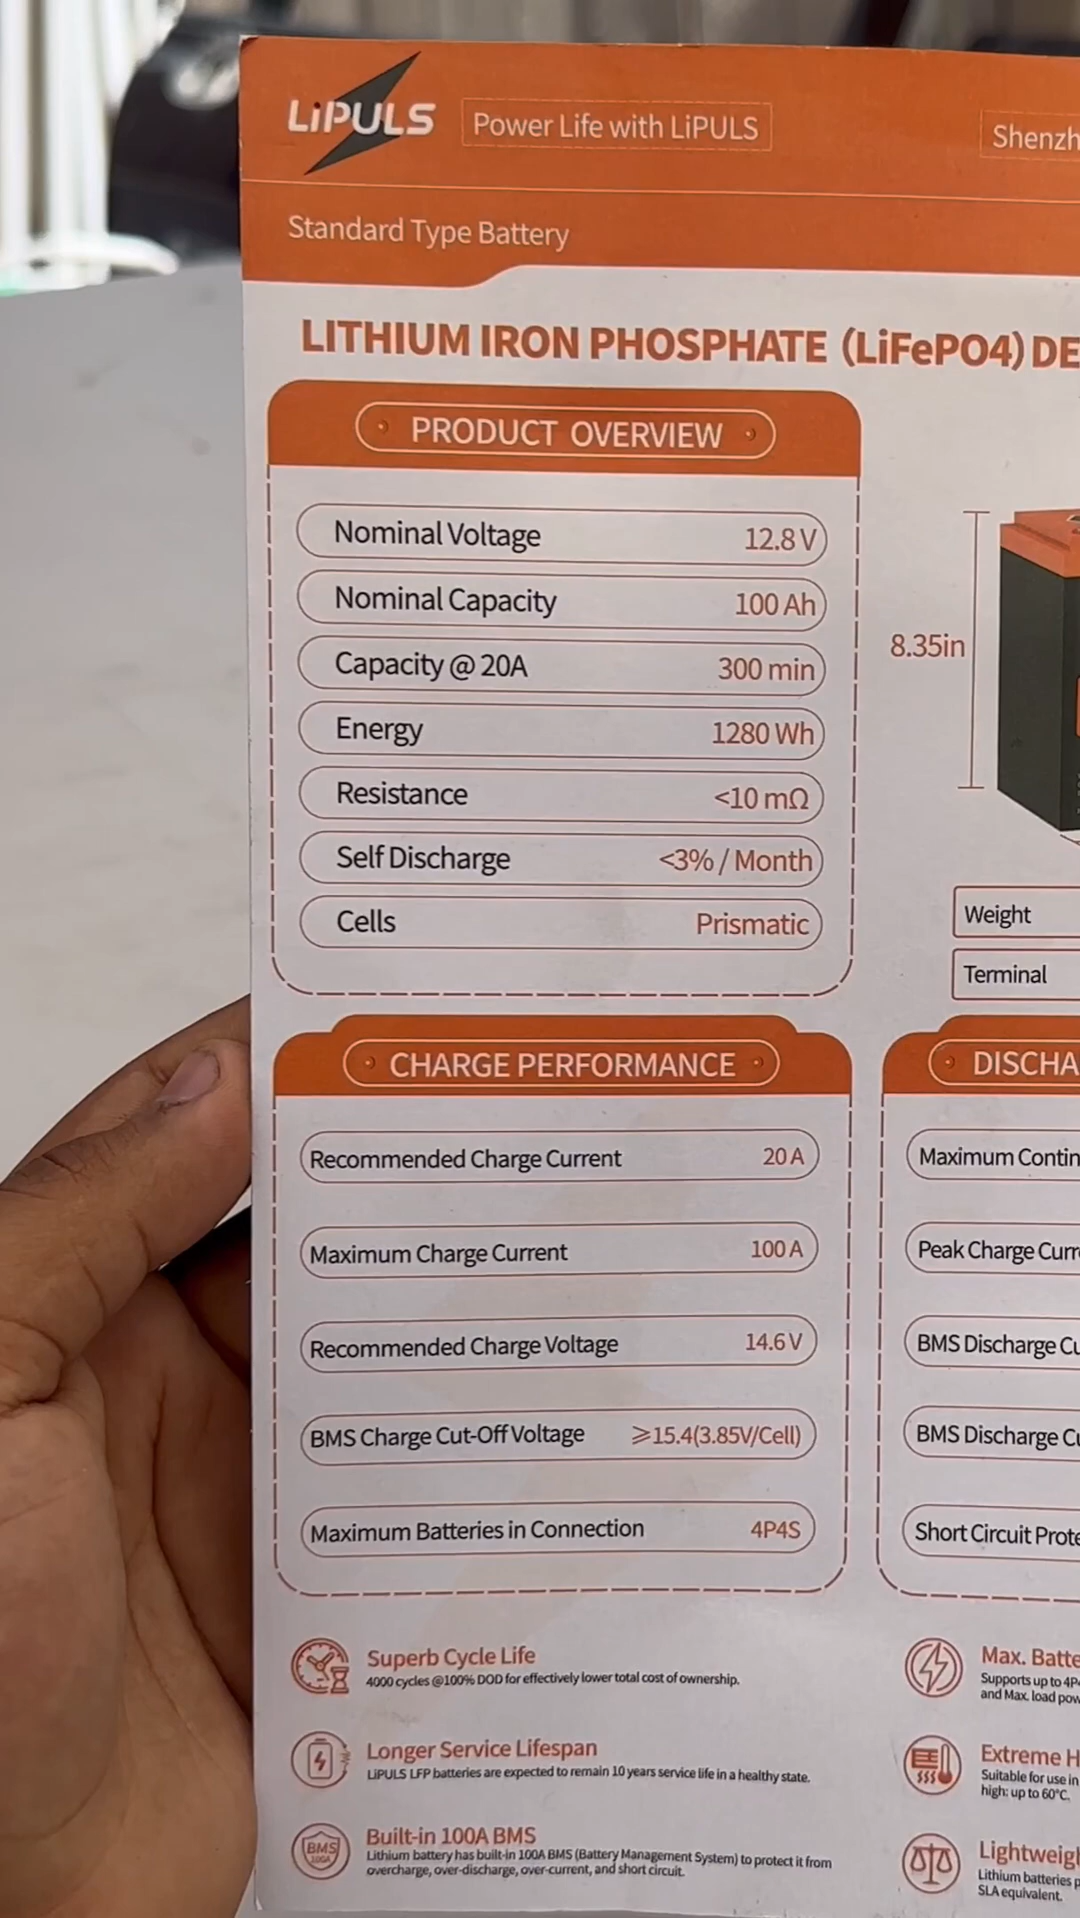 LiPULS
Power Life with LiPULS
Shenzh
Standard Type Battery
LITHIUM IRON PHOSPHATE (LiFePO4) DE
PRODUCT OVERVIEW
Nominal Voltage 12.8 V
Nominal Capacity 100 Ah
Capacity @ 20A 300 min
Energy 1280 Wh
Resistance <10 mΩ
Self Discharge <3% / Month
Cells Prismatic
8.35in
Weight
Terminal
CHARGE PERFORMANCE
Recommended Charge Current 20 A
Maximum Charge Current 100 A
Recommended Charge Voltage 14.6 V
BMS Charge Cut-Off Voltage ⩾15.4(3.85V/Cell)
Maximum Batteries in Connection 4P4S
DISCHA
Maximum Contin
Peak Charge Curr
BMS Discharge Cu
BMS Discharge Cu
Short Circuit Prote
Superb Cycle Life
4000 cycles @100% DOD for effectively lower total cost of ownership.
Longer Service Lifespan
LiPULS LFP batteries are expected to remain 10 years service life in a healthy state.
BMS
100A
Built-in 100A BMS
Lithium battery has built-in 100A BMS (Battery Management System) to protect it from
overcharge, over-discharge, over-current, and short circuit.
Max. Batte
Supports up to 4P
and Max. load pow
Extreme H
Suitable for use in
high: up to 60°C.
Lightweigh
Lithium batteries p
SLA equivalent.